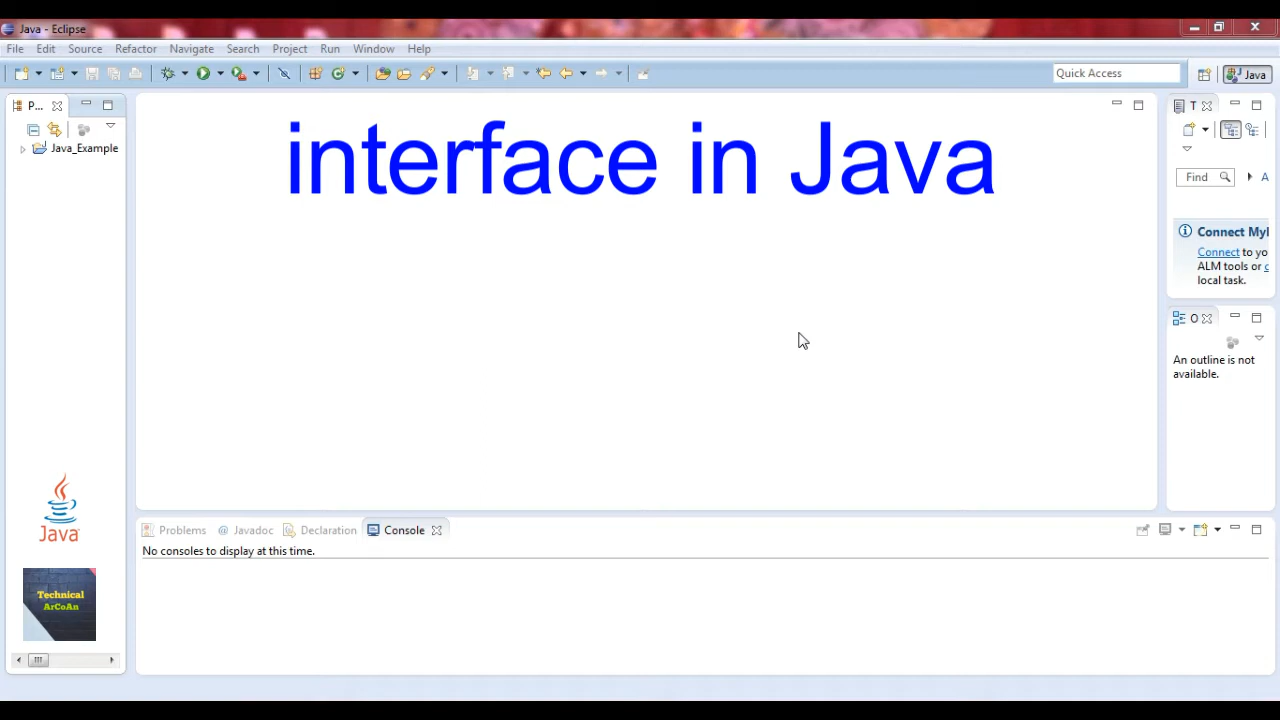 Java - Eclipse
File Edit Source Refactor Navigate Search Project Run Window Help
Quick Access
Java
P...
Java_Example
interface in Java
T
Find
A
Connect Myl
Connect to yo
ALM tools or c
local task.
O
An outline is not
available.
Java
Technical
ArCoAn
Problems @ Javadoc Declaration Console
No consoles to display at this time.